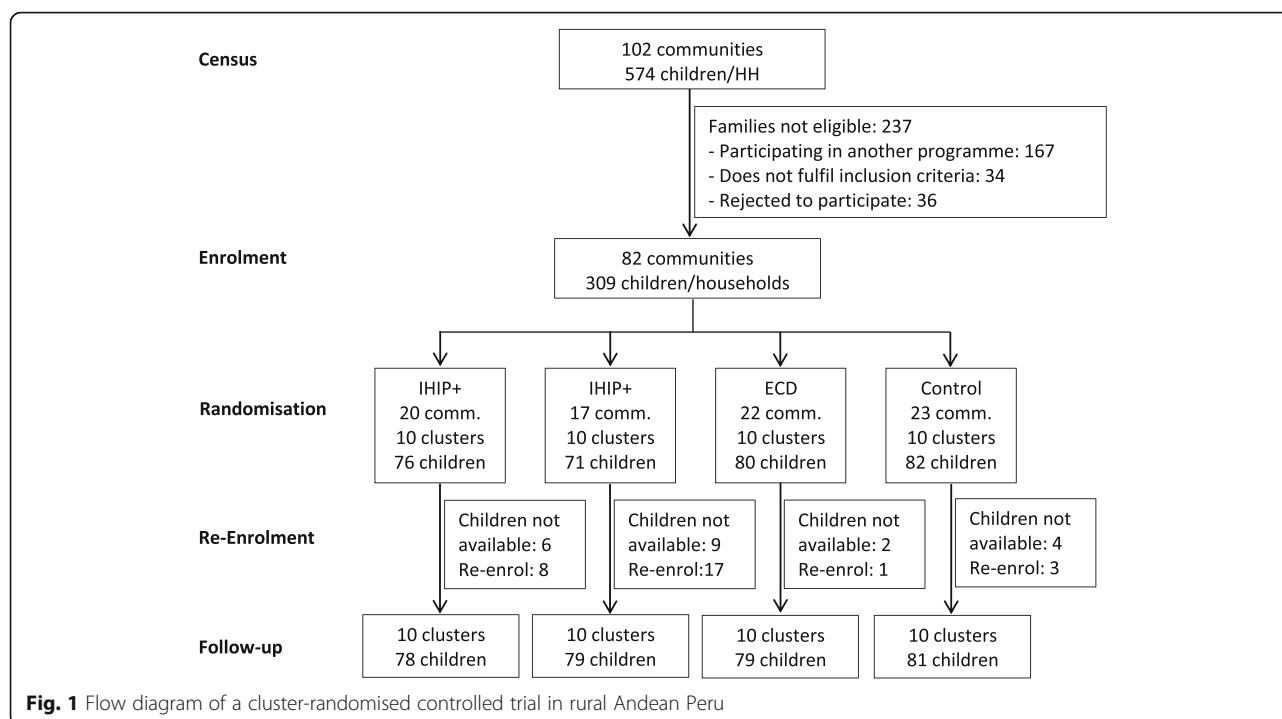 Census
102 communities
574 children/HH
Families not eligible: 237
- Participating in another programme: 167
- Does not fulfil inclusion criteria: 34
- Rejected to participate: 36
Enrolment
82 communities
309 children/households
Randomisation
IHIP+
20 comm.
10 clusters
76 children
IHIP+
17 comm.
10 clusters
71 children
ECD
22 comm.
10 clusters
80 children
Control
23 comm.
10 clusters
82 children
Re-Enrolment
Children not
available: 6
Re-enrol: 8
Children not
available: 9
Re-enrol:17
Children not
available: 2
Re-enrol: 1
Children not
available: 4
Re-enrol: 3
Follow-up
10 clusters
78 children
10 clusters
79 children
10 clusters
79 children
10 clusters
81 children
Fig. 1 Flow diagram of a cluster-randomised controlled trial in rural Andean Peru